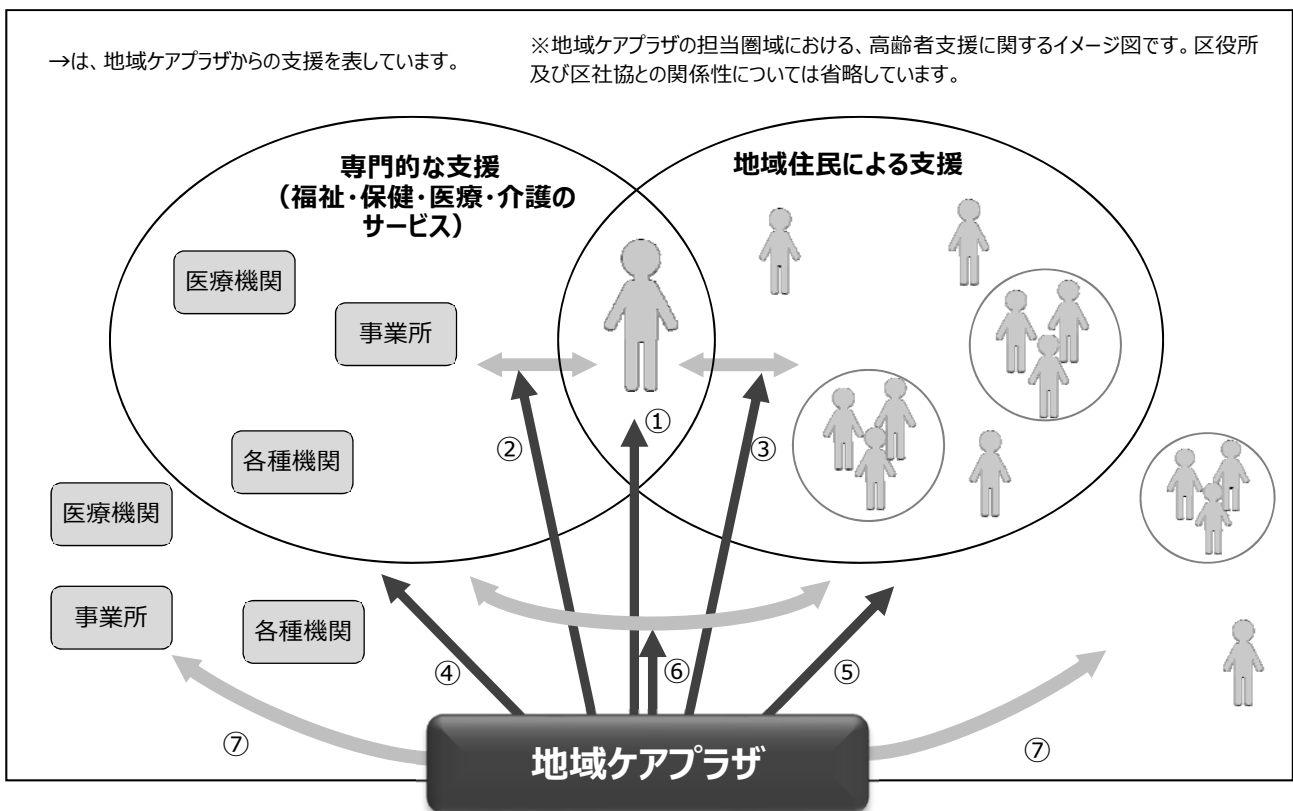 →は、地域ケアプラザからの支援を表しています。
※地域ケアプラザの担当圏域における、高齢者支援に関するイメージ図です。区役所
及び区社協との関係性については省略しています。
専門的な支援
（福祉・保健・医療・介護の
サービス）
地域住民による支援
医療機関
事業所
①
②
③
各種機関
医療機関
事業所
各種機関
④
⑥
⑤
⑦
⑦
地域ケアプラザ